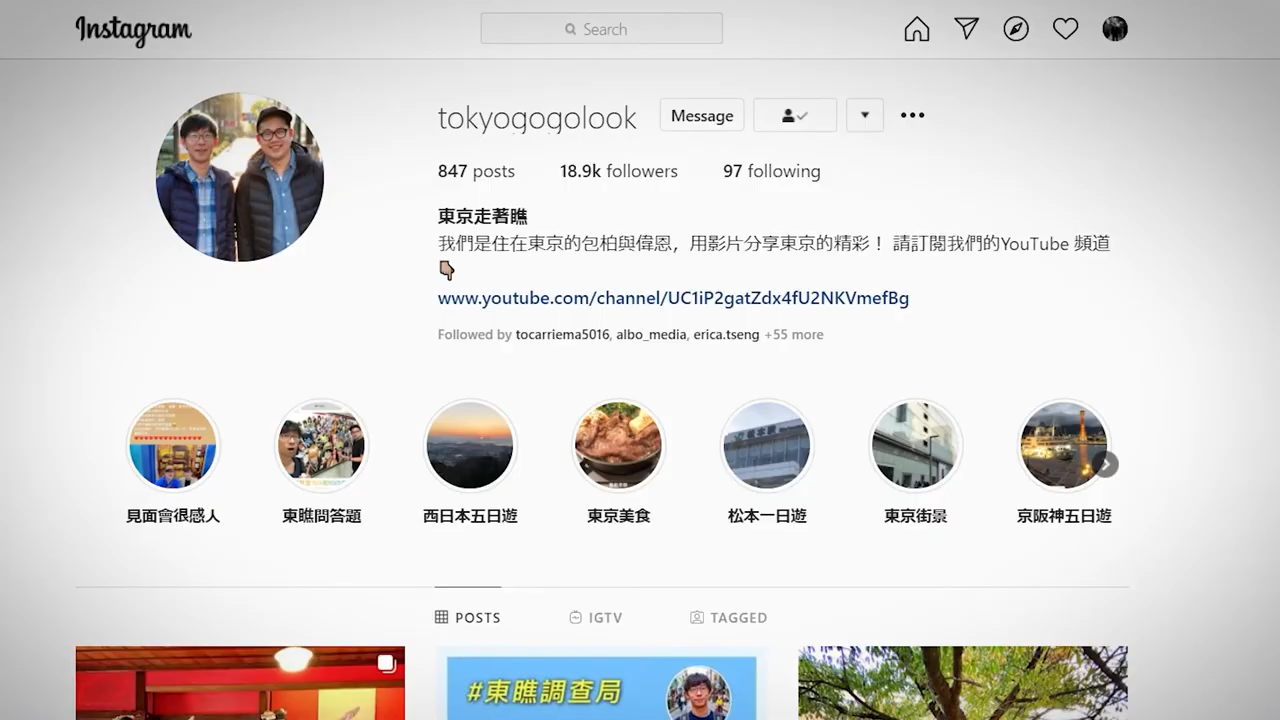 Instagram
Search
tokyogogolook
Message
847 posts 18.9k followers 97 following
東京走著瞧
我們是住在東京的包柏與偉恩，用影片分享東京的精彩！ 請訂閱我們的YouTube 頻道
www.youtube.com/channel/UC1iP2gatZdx4fU2NKVmefBg
Followed by tocarriema5016, albo_media, erica.tseng +55 more
見面會很感人 東瞧問答題 西日本五日遊 東京美食 松本一日遊 東京街景 京阪神五日遊
POSTS IGTV TAGGED
#東瞧調查局